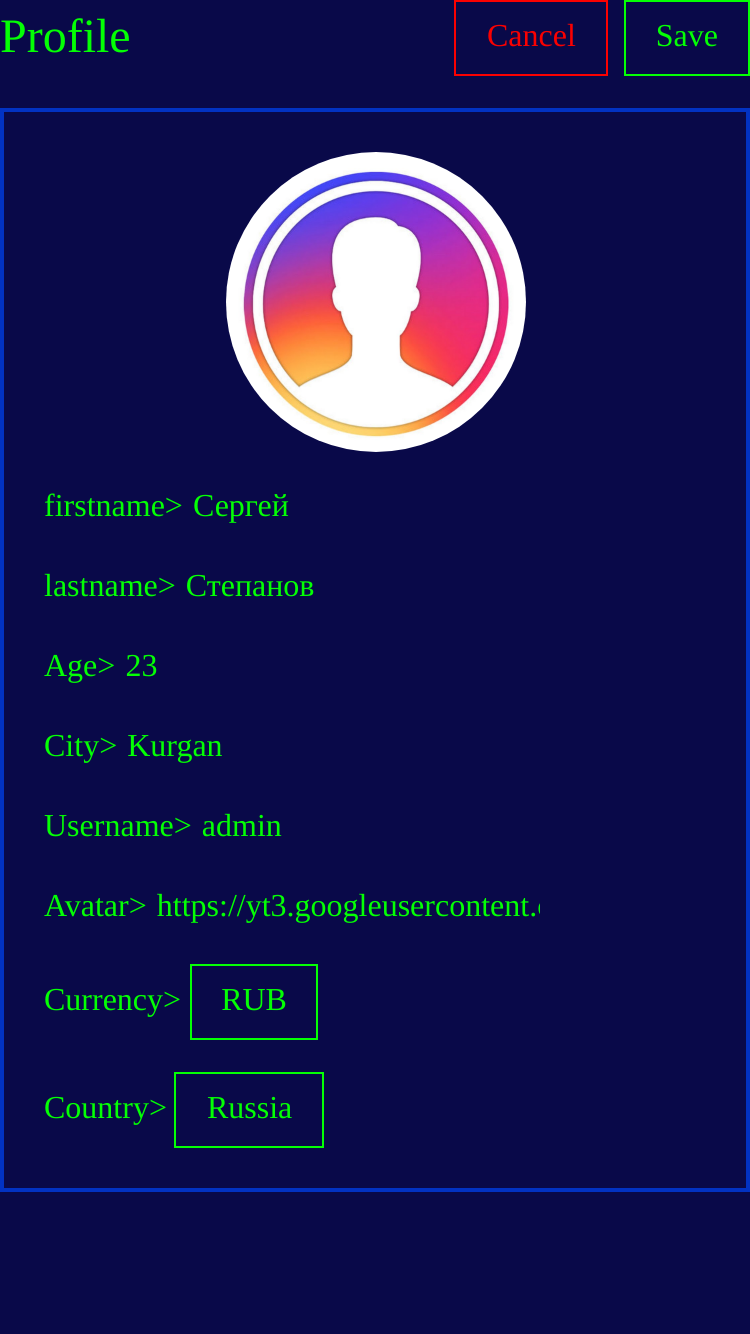 Profile
Cancel
Save
firstname> Сергей
lastname> Степанов
Age> 23
City> Kurgan
Username> admin
Avatar> https://yt3.googleusercontent.
Currency> RUB
Country> Russia